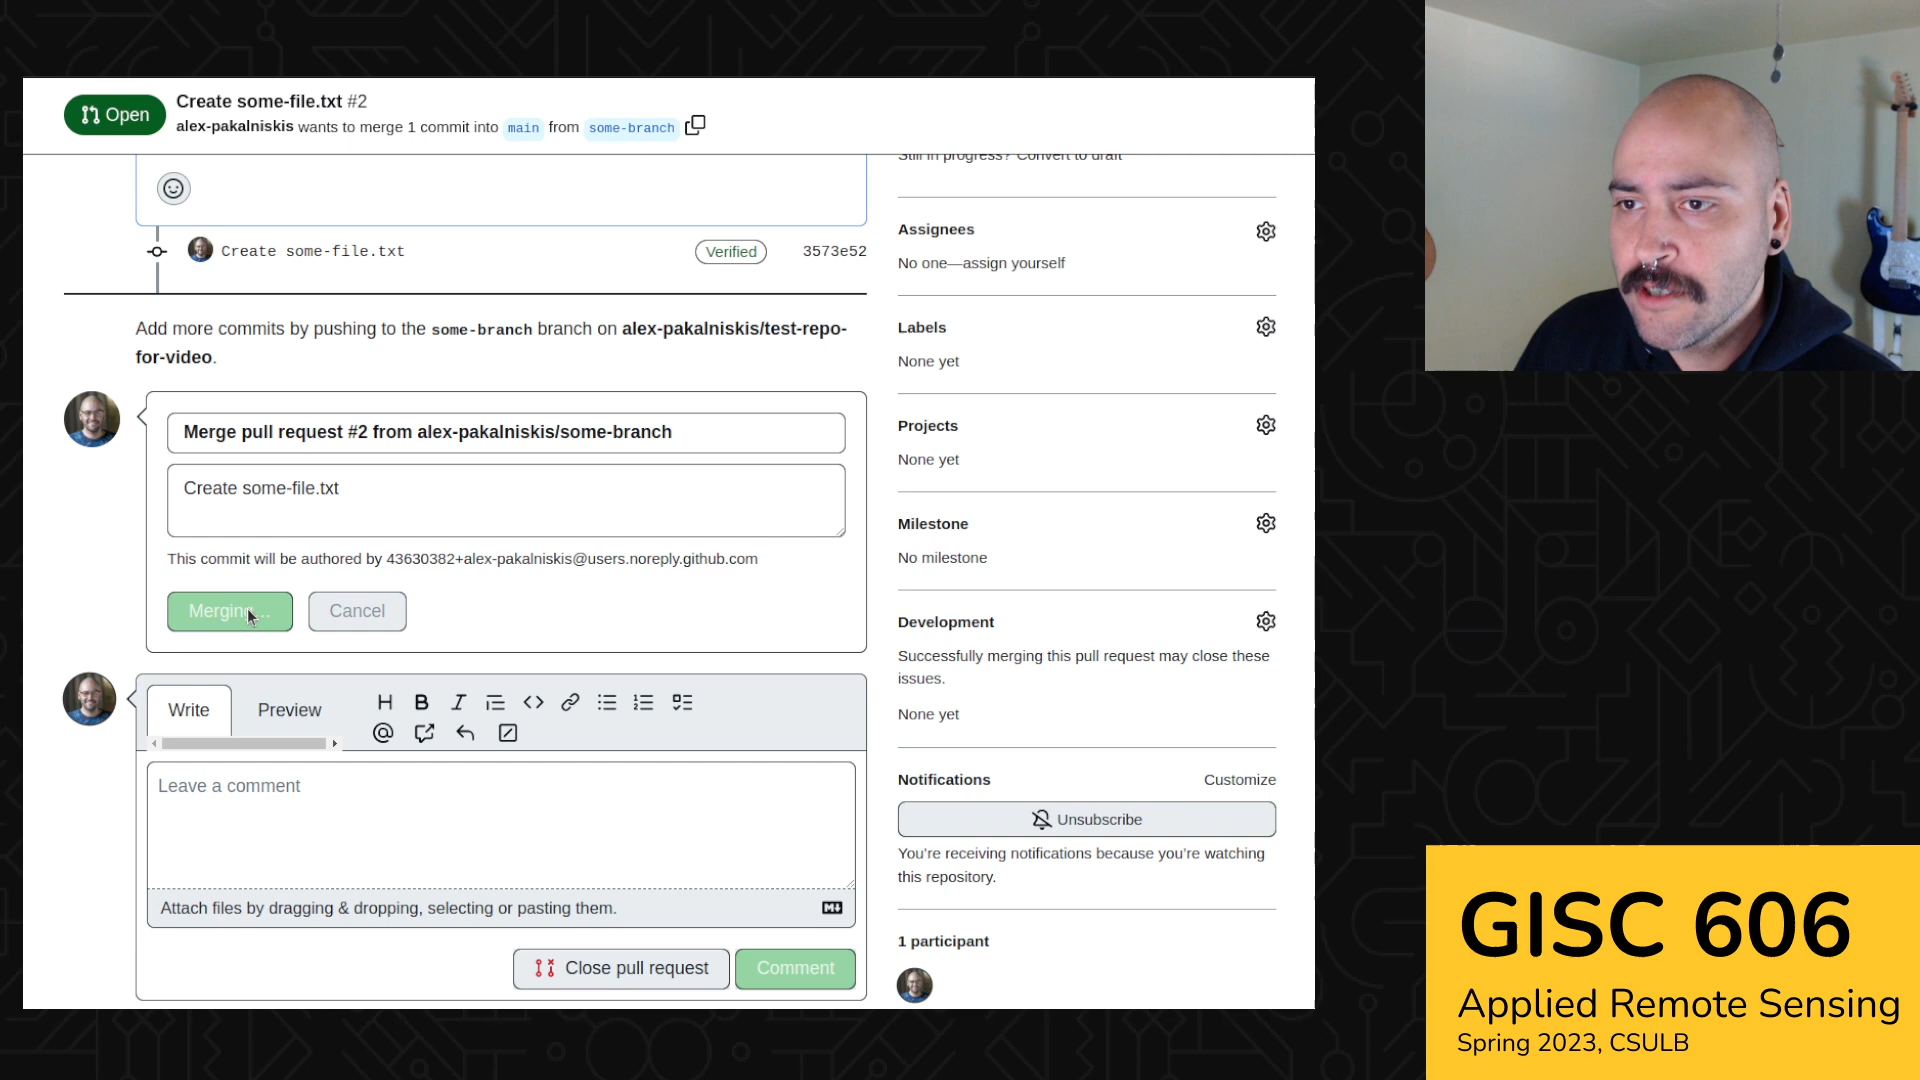 Open
Create some-file.txt #2
alex-pakalniskis wants to merge 1 commit into main from some-branch
Still in progress? Convert to draft
Create some-file.txt
Verified
3573e52
Add more commits by pushing to the some-branch branch on alex-pakalniskis/test-repo-
for-video.
Merge pull request #2 from alex-pakalniskis/some-branch
Create some-file.txt
This commit will be authored by 43630382+alex-pakalniskis@users.noreply.github.com
Merging...
Cancel
Write
Preview
Leave a comment
Attach files by dragging & dropping, selecting or pasting them.
Close pull request
Comment
Assignees
No one—assign yourself
Labels
None yet
Projects
None yet
Milestone
No milestone
Development
Successfully merging this pull request may close these
issues.
None yet
Notifications
Customize
Unsubscribe
You're receiving notifications because you're watching
this repository.
1 participant
GISC 606
Applied Remote Sensing
Spring 2023, CSULB